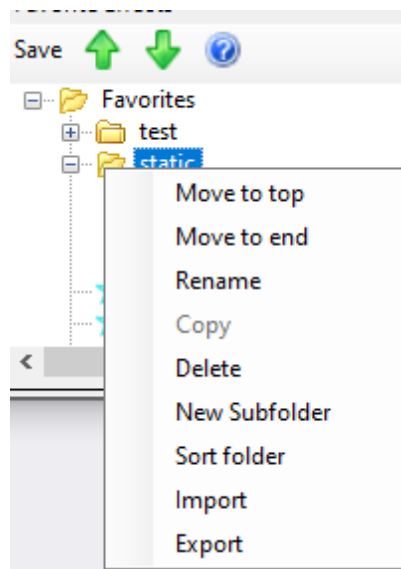 Save
Favorites
test
static
Move to top
Move to end
Rename
Copy
Delete
New Subfolder
Sort folder
Import
Export